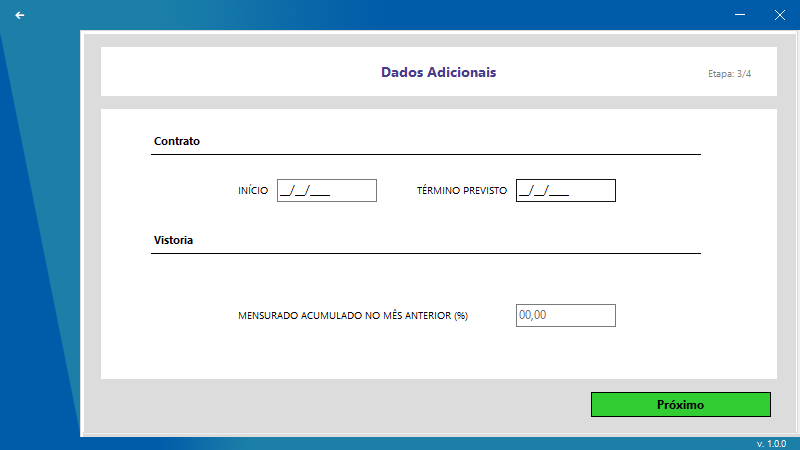 Dados Adicionais
Etapa: 3/4
Contrato
INÍCIO __/__/____ TÉRMINO PREVISTO __/__/____
Vistoria
MENSURADO ACUMULADO NO MÊS ANTERIOR (%) 00,00
Próximo
v. 1.0.0